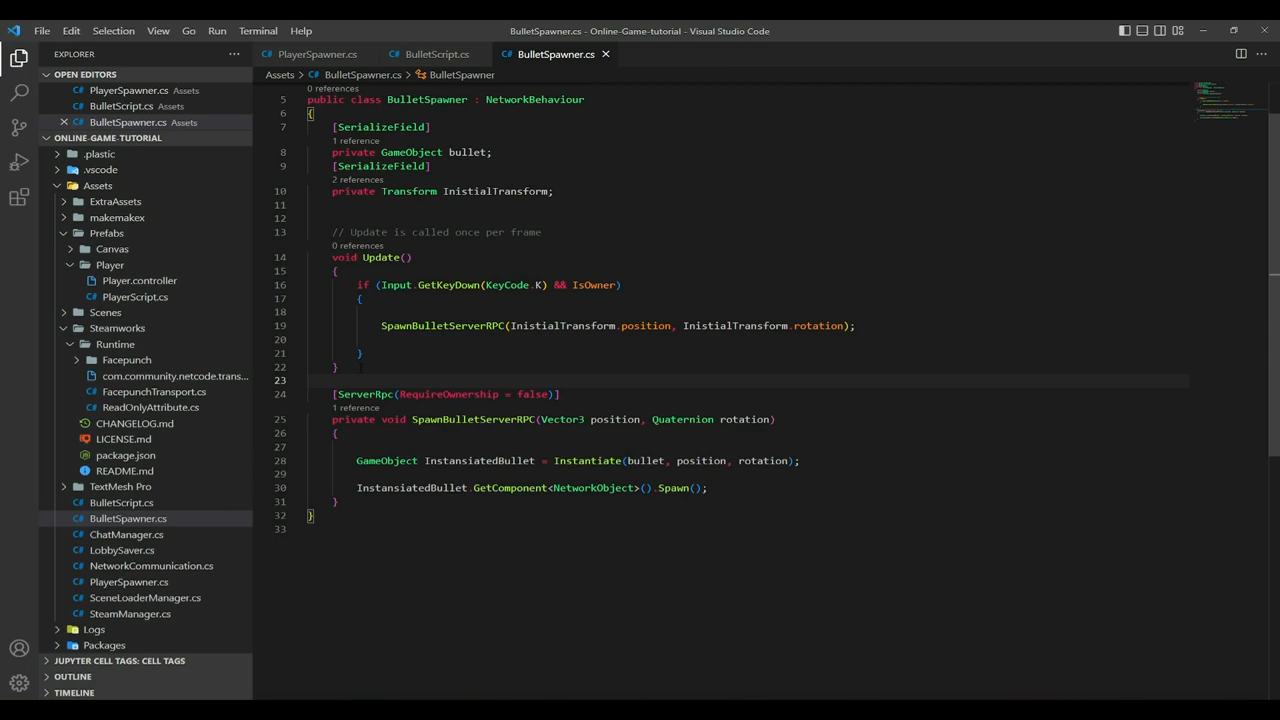 File Edit Selection View Go Run Terminal Help
BulletSpawner.cs - Online-Game-tutorial - Visual Studio Code
EXPLORER
OPEN EDITORS
PlayerSpawner.cs Assets
BulletScript.cs Assets
BulletSpawner.cs Assets
ONLINE-GAME-TUTORIAL
.plastic
.vscode
Assets
ExtraAssets
makemakex
Prefabs
Canvas
Player
Player.controller
PlayerScript.cs
Scenes
Steamworks
Runtime
Facepunch
com.community.netcode.trans...
FacepunchTransport.cs
ReadOnlyAttribute.cs
CHANGELOG.md
LICENSE.md
package.json
README.md
TextMesh Pro
BulletScript.cs
BulletSpawner.cs
ChatManager.cs
LobbySaver.cs
NetworkCommunication.cs
PlayerSpawner.cs
SceneLoaderManager.cs
SteamManager.cs
Logs
Packages
JUPYTER CELL TAGS: CELL TAGS
OUTLINE
TIMELINE
PlayerSpawner.cs BulletScript.cs BulletSpawner.cs
Assets > BulletSpawner.cs > BulletSpawner
0 references
5 public class BulletSpawner : NetworkBehaviour
6 {
7 [SerializeField]
1 reference
8 private GameObject bullet;
9 [SerializeField]
2 references
10 private Transform InistialTransform;
11
12
13 // Update is called once per frame
0 references
14 void Update()
15 {
16 if (Input.GetKeyDown(KeyCode.K) && IsOwner)
17 {
18
19 SpawnBulletServerRPC(InistialTransform.position, InistialTransform.rotation);
20
21 }
22 }
23
24 [ServerRpc(RequireOwnership = false)]
1 reference
25 private void SpawnBulletServerRPC(Vector3 position, Quaternion rotation)
26 {
27
28 GameObject InstansiatedBullet = Instantiate(bullet, position, rotation);
29
30 InstansiatedBullet.GetComponent<NetworkObject>().Spawn();
31 }
32 }
33